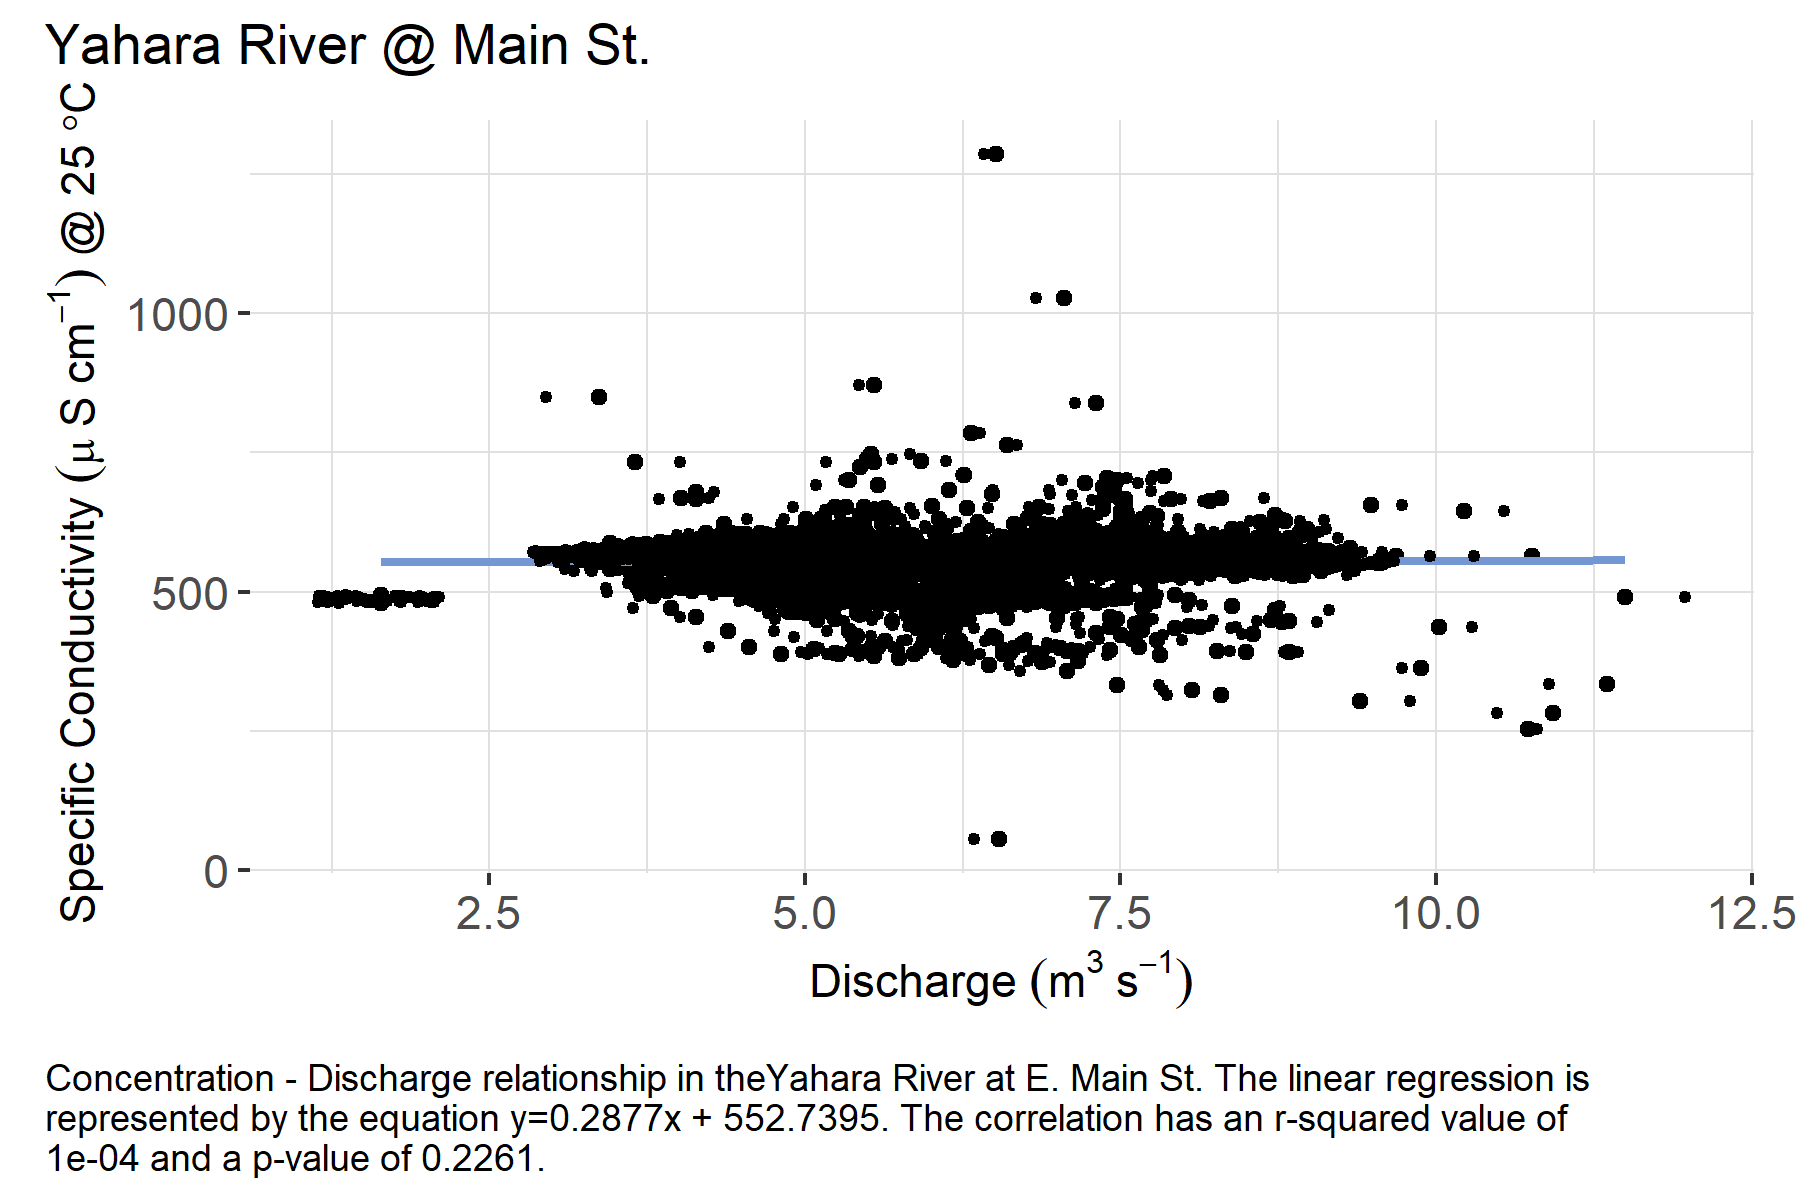 Yahara River @ Main St.
Specific Conductivity (μ S cm⁻¹) @ 25 °C
1000
500
0
2.5 5.0 7.5 10.0 12.5
Discharge (m³ s⁻¹)
Concentration - Discharge relationship in theYahara River at E. Main St. The linear regression is
represented by the equation y=0.2877x + 552.7395. The correlation has an r-squared value of
1e-04 and a p-value of 0.2261.